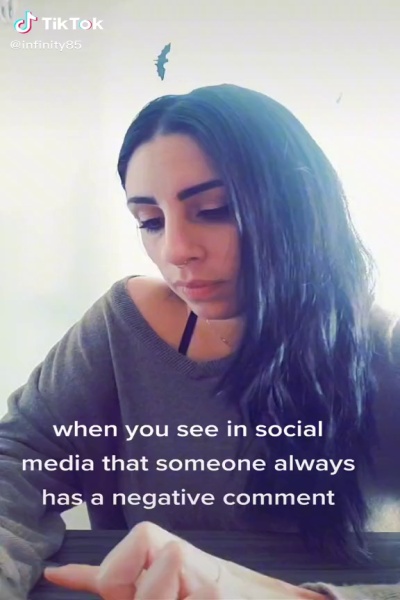 TikTok
@infinity85
when you see in social
media that someone always
has a negative comment